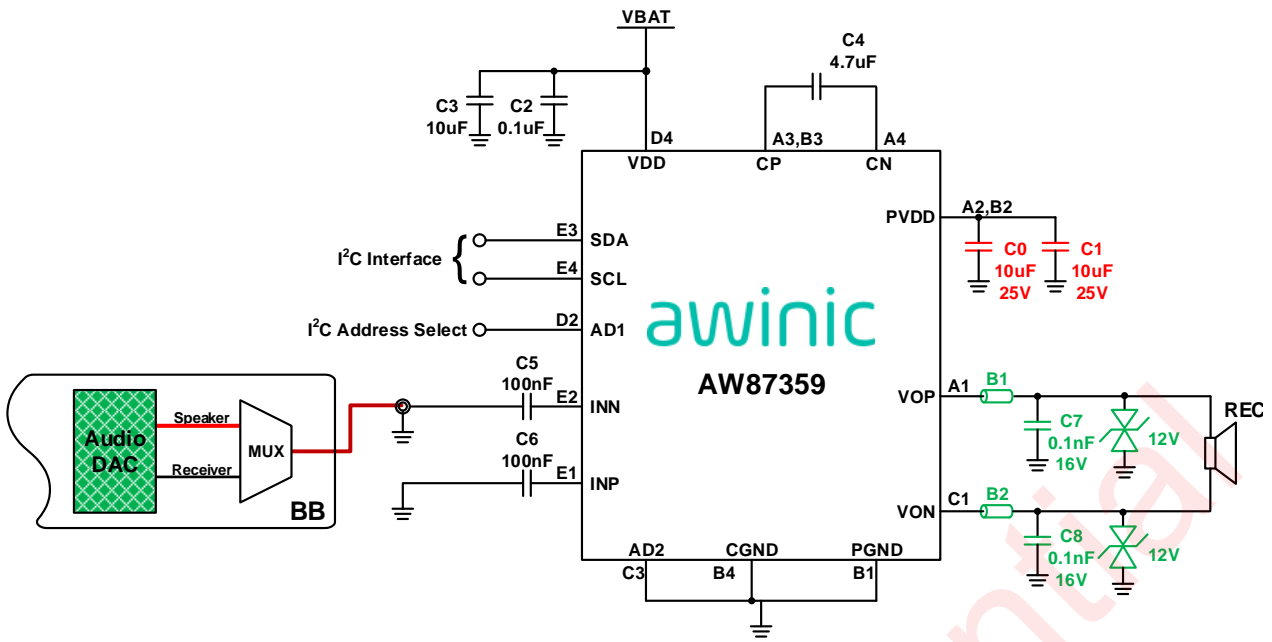 VBAT
C4
4.7uF
C3
10uF
C2
0.1uF
D4
A3,B3
A4
VDD
CP
CN
PVDD
A2,B2
C0
10uF
25V
C1
10uF
25V
I²C Interface
{
E3
SDA
E4
SCL
I²C Address Select
D2
AD1
awinic
AW87359
C5
100nF
E2
INN
C6
100nF
E1
INP
Audio
DAC
Speaker
Receiver
MUX
BB
VOP
A1
B1
C7
0.1nF
16V
12V
REC
VON
C1
B2
C8
0.1nF
16V
12V
AD2
CGND
PGND
C3
B4
B1
ntial